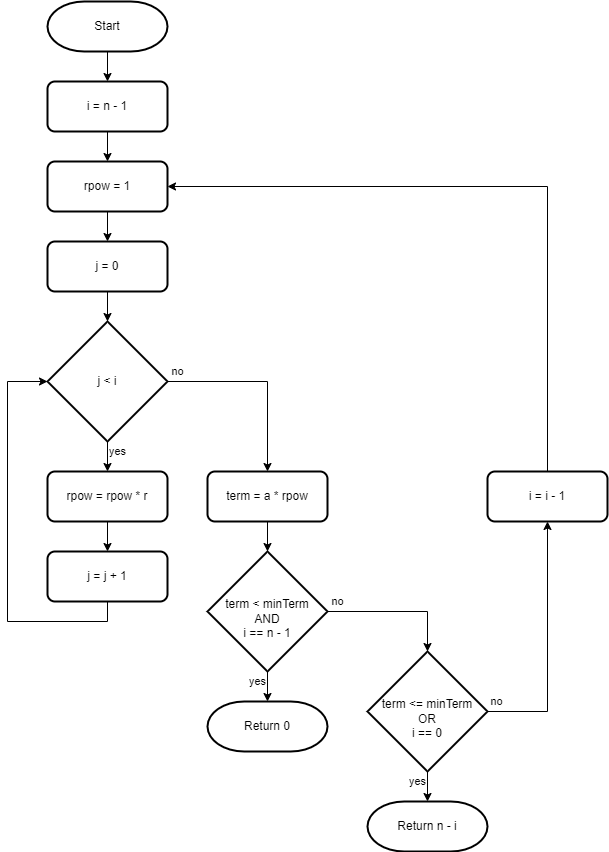 Start
i = n - 1
rpow = 1
j = 0
j < i
no
yes
rpow = rpow * r
term = a * rpow
i = i - 1
j = j + 1
term < minTerm
AND
i == n - 1
no
yes
Return 0
term <= minTerm
OR
i == 0
no
yes
Return n - i